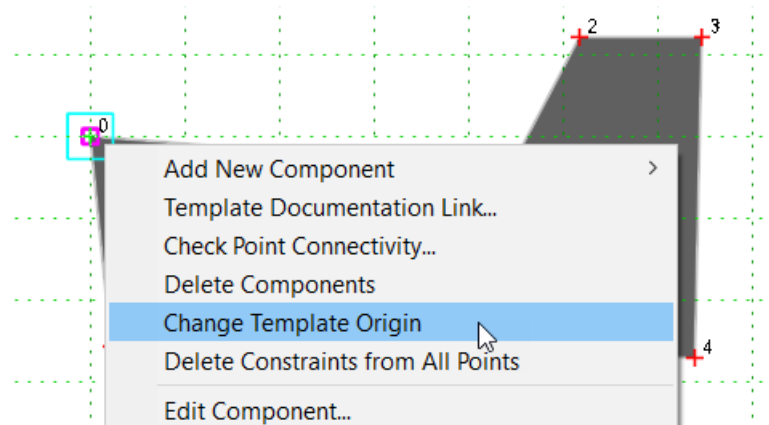 2
3
0
Add New Component
Template Documentation Link...
Check Point Connectivity...
Delete Components
Change Template Origin
Delete Constraints from All Points
4
Edit Component...